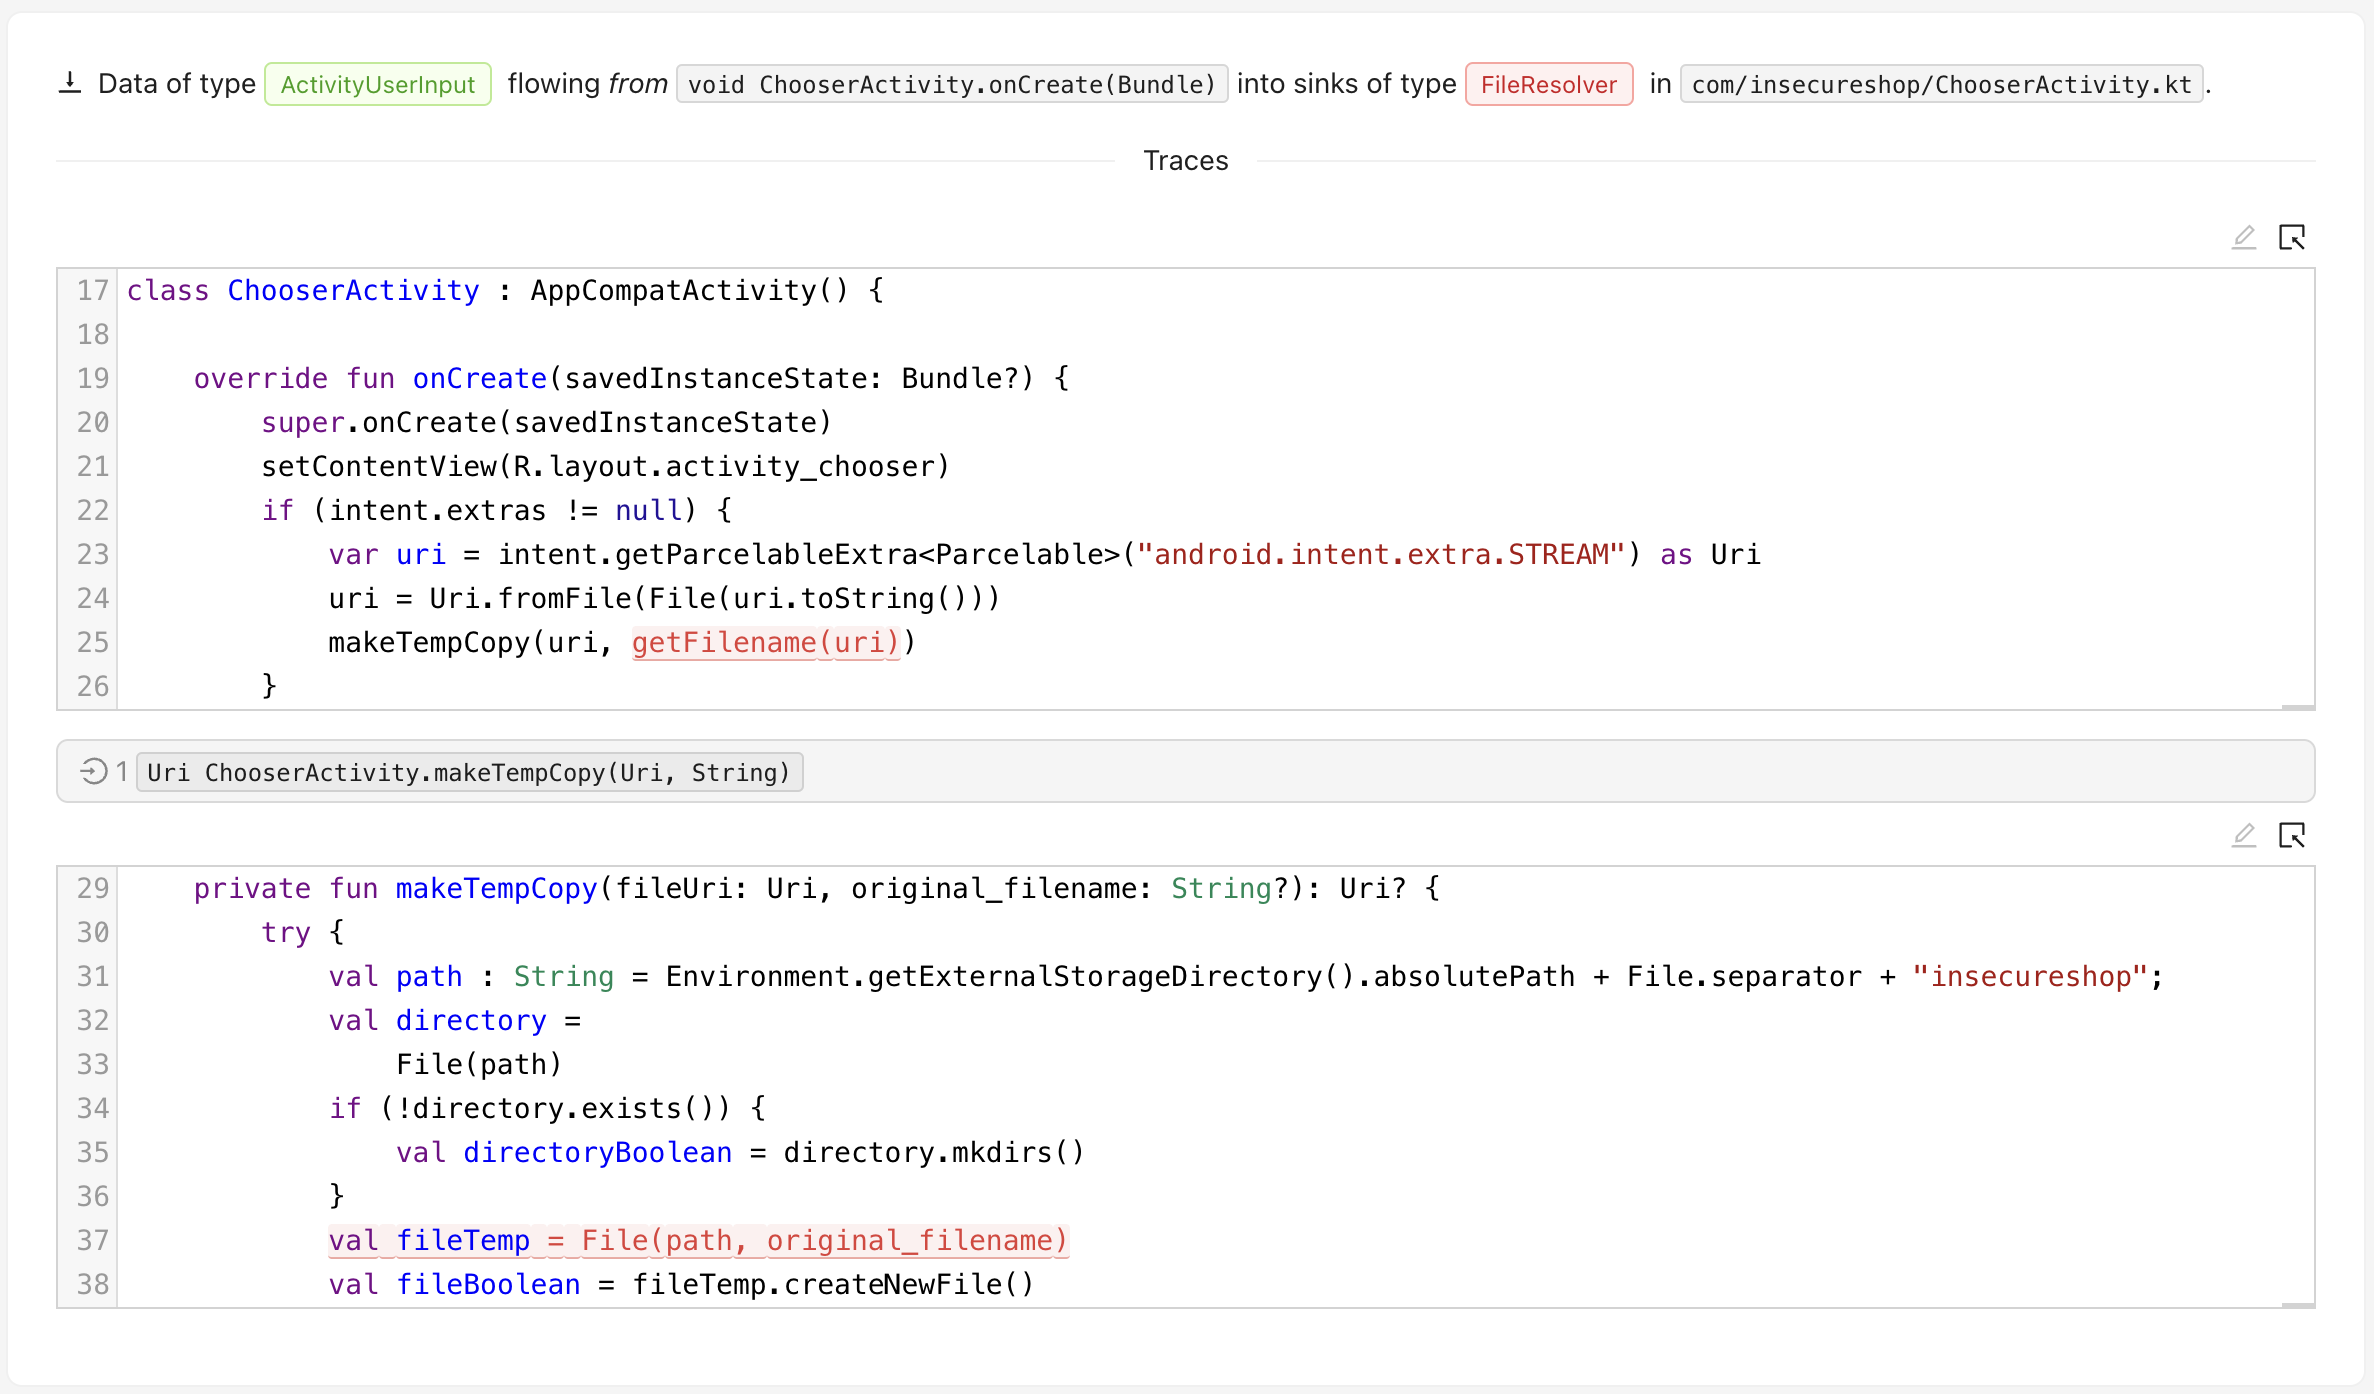 Data of type ActivityUserInput flowing from void ChooserActivity.onCreate(Bundle) into sinks of type FileResolver in com/insecureshop/ChooserActivity.kt.
Traces
17 class ChooserActivity : AppCompatActivity() {
18
19     override fun onCreate(savedInstanceState: Bundle?) {
20         super.onCreate(savedInstanceState)
21         setContentView(R.layout.activity_chooser)
22         if (intent.extras != null) {
23             var uri = intent.getParcelableExtra<Parcelable>("android.intent.extra.STREAM") as Uri
24             uri = Uri.fromFile(File(uri.toString()))
25             makeTempCopy(uri, getFilename(uri))
26         }
1 Uri ChooserActivity.makeTempCopy(Uri, String)
29     private fun makeTempCopy(fileUri: Uri, original_filename: String?): Uri? {
30         try {
31             val path : String = Environment.getExternalStorageDirectory().absolutePath + File.separator + "insecureshop";
32             val directory =
33                 File(path)
34             if (!directory.exists()) {
35                 val directoryBoolean = directory.mkdirs()
36             }
37             val fileTemp = File(path, original_filename)
38             val fileBoolean = fileTemp.createNewFile()